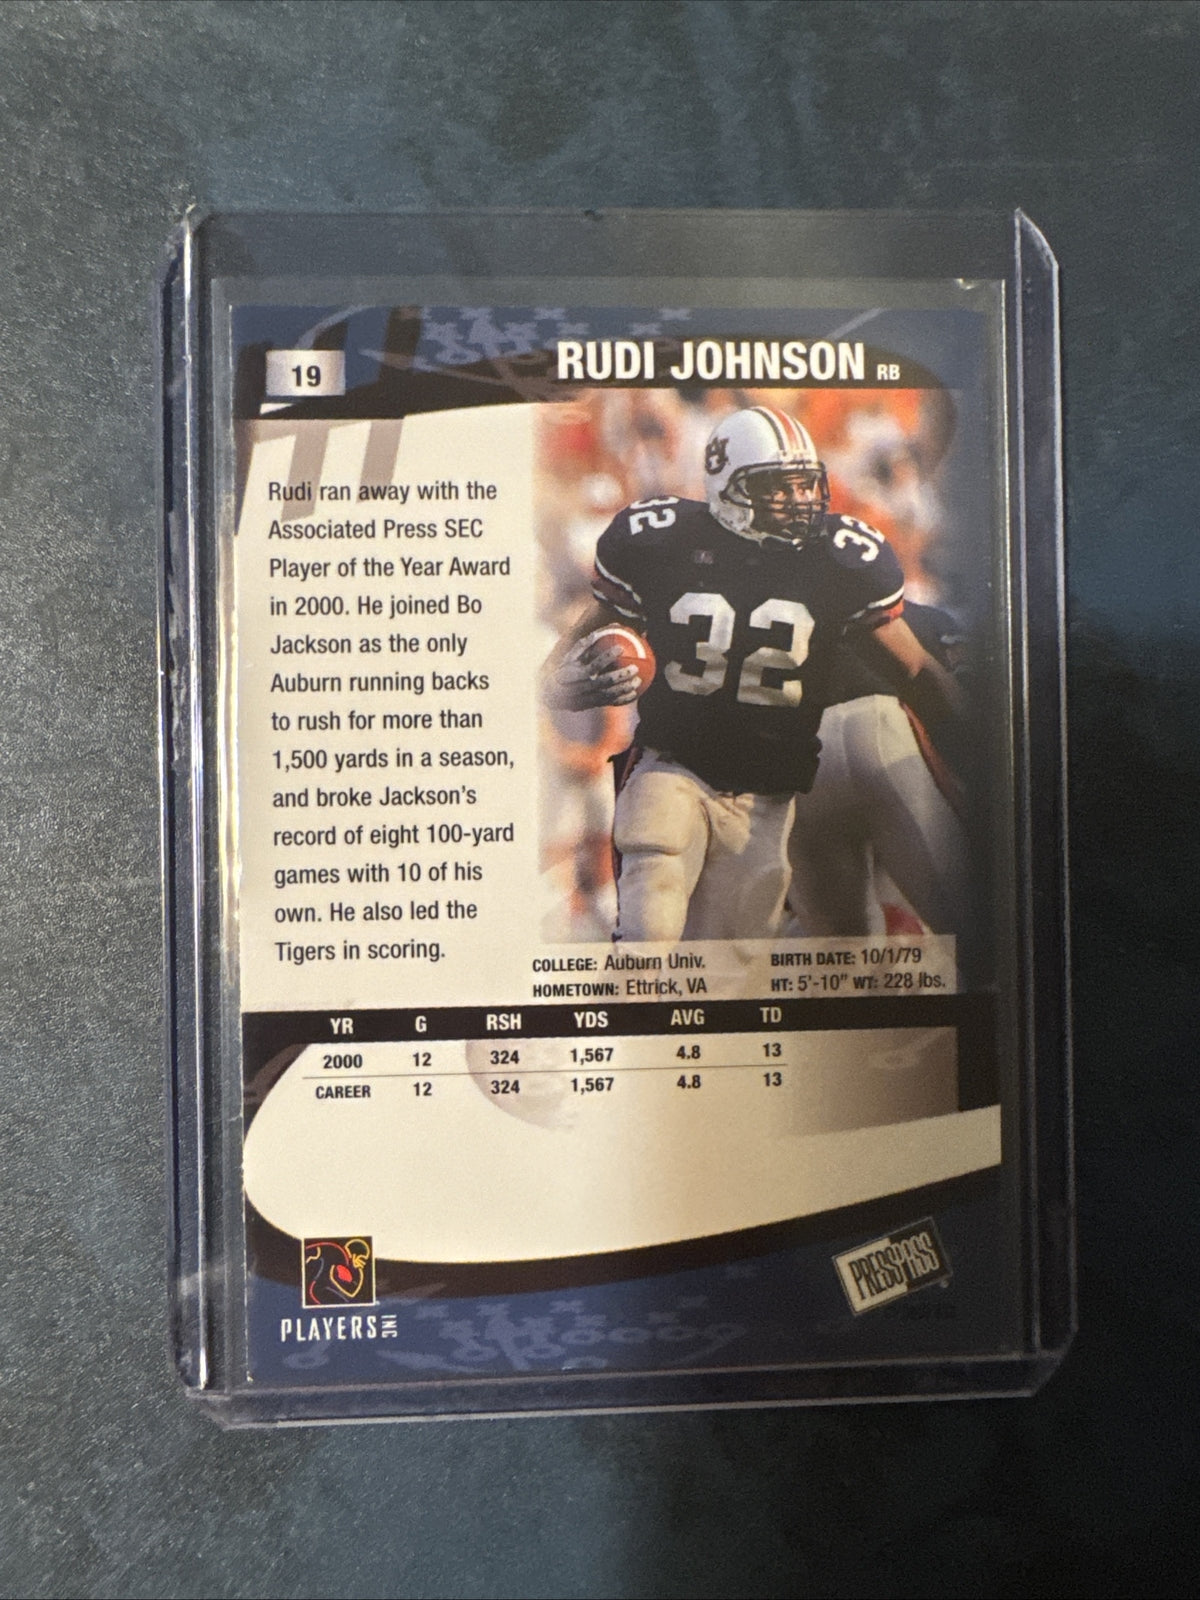 19
RUDI JOHNSON RB
32
32
32
Rudi ran away with the
Associated Press SEC
Player of the Year Award
in 2000. He joined Bo
Jackson as the only
Auburn running backs
to rush for more than
1,500 yards in a season,
and broke Jackson's
record of eight 100-yard
games with 10 of his
own. He also led the
Tigers in scoring.
COLLEGE: Auburn Univ.
HOMETOWN: Ettrick, VA
BIRTH DATE: 10/1/79
HT: 5'-10" WT: 228 lbs.
YR G RSH YDS AVG TD
2000 12 324 1,567 4.8 13
CAREER 12 324 1,567 4.8 13
PLAYERS INC
PRESS PASS